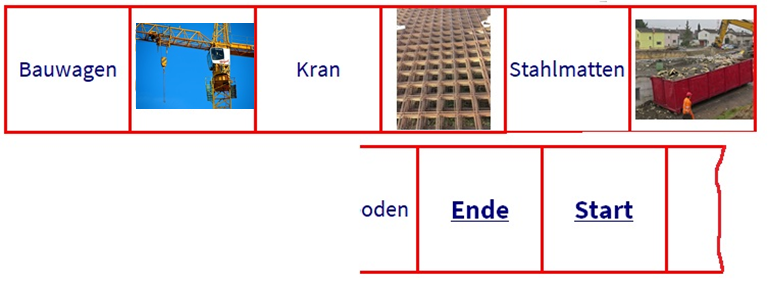 Bauwagen Kran Stahlmatten
oden Ende Start